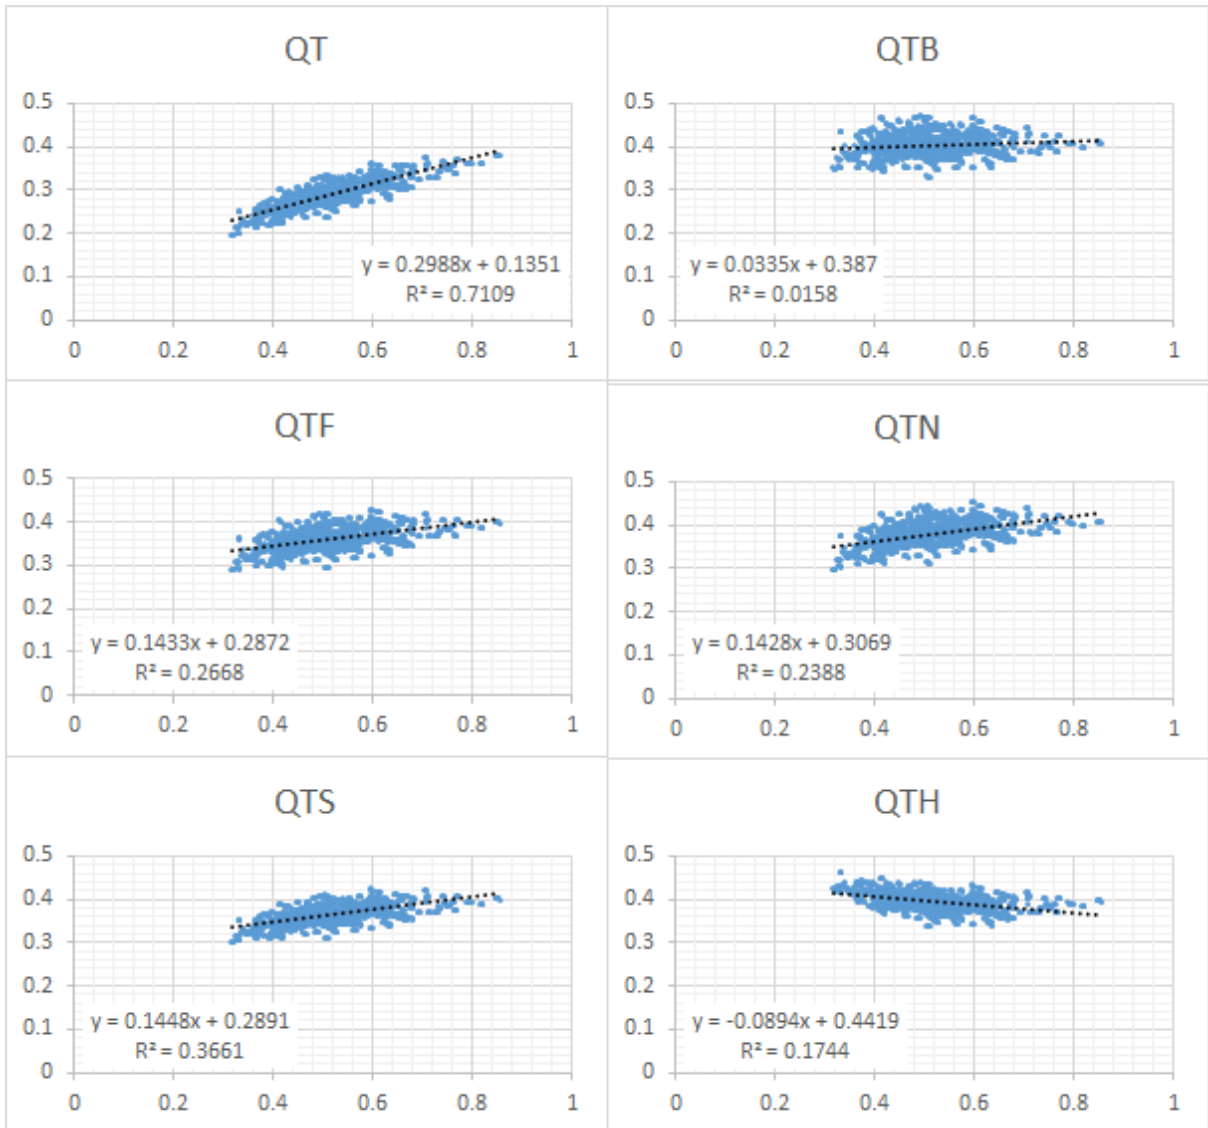 QT
0.5
0.4
0.3
0.2
0.1
0
y = 0.2988x + 0.1351
R² = 0.7109
0 0.2 0.4 0.6 0.8 1
QTB
0.5
0.4
0.3
0.2
0.1
0
y = 0.0335x + 0.387
R² = 0.0158
0 0.2 0.4 0.6 0.8 1
QTF
0.5
0.4
0.3
0.2
0.1
0
y = 0.1433x + 0.2872
R² = 0.2668
0 0.2 0.4 0.6 0.8 1
QTN
0.5
0.4
0.3
0.2
0.1
0
y = 0.1428x + 0.3069
R² = 0.2388
0 0.2 0.4 0.6 0.8 1
QTS
0.5
0.4
0.3
0.2
0.1
0
y = 0.1448x + 0.2891
R² = 0.3661
0 0.2 0.4 0.6 0.8 1
QTH
0.5
0.4
0.3
0.2
0.1
0
y = -0.0894x + 0.4419
R² = 0.1744
0 0.2 0.4 0.6 0.8 1